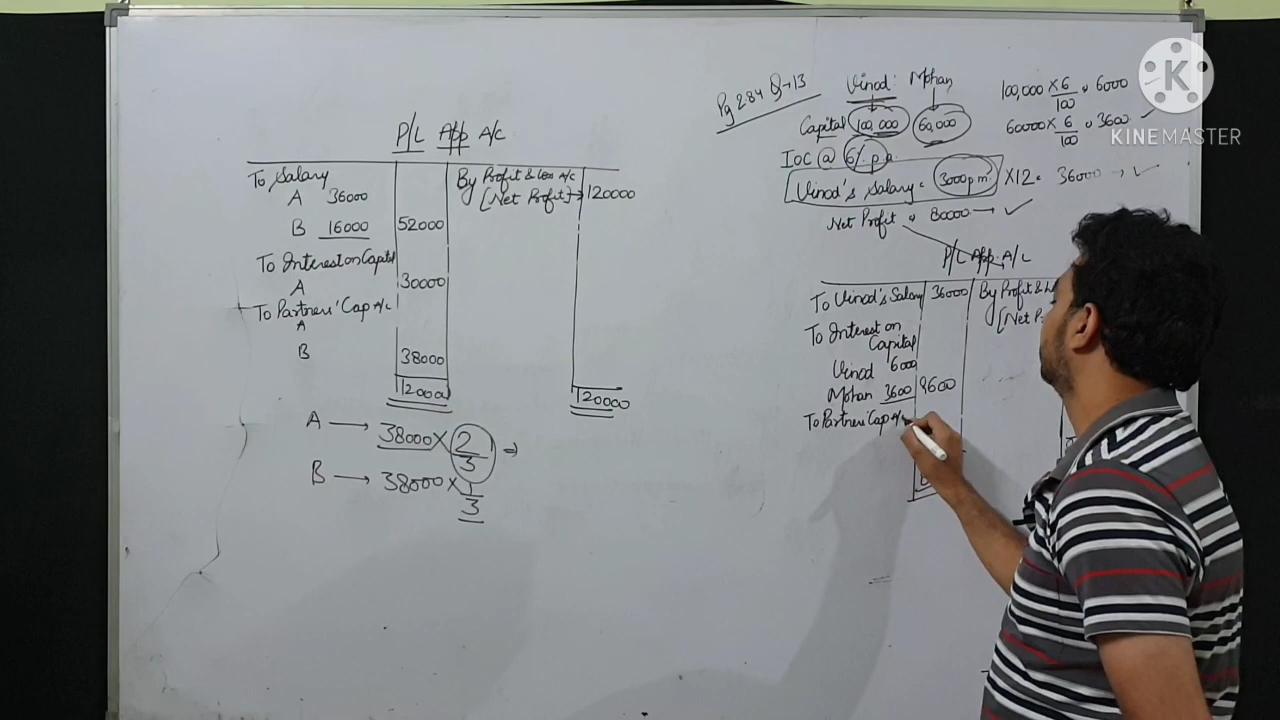 P/L App A/C
To Salary
A 36000
B 16000 52000
To Interest on Capital
A 30000
To Partners' Cap A/c
A
B 38000
120000
By Profit & Loss A/c
[Net Profit] → 120000
120000
A → 38000 × 2/3 ⇒
B → 38000 × 1/3
Pg 284 Q→13
Vinod Mohan
Capital 100,000 60,000
IOC @ 6% p.a
Vinod's Salary = 3000 p.m × 12 = 36000 →
Net Profit 80000 →
100,000 × 6/100 = 6000
60000 × 6/100 = 3600
KINEMASTER
P/L App A/c
To Vinod's Salary 36000
To Interest on
Capital
Vinod 6000
Mohan 3600 9600
To Partners' Cap A/c
By Profit &
[Net